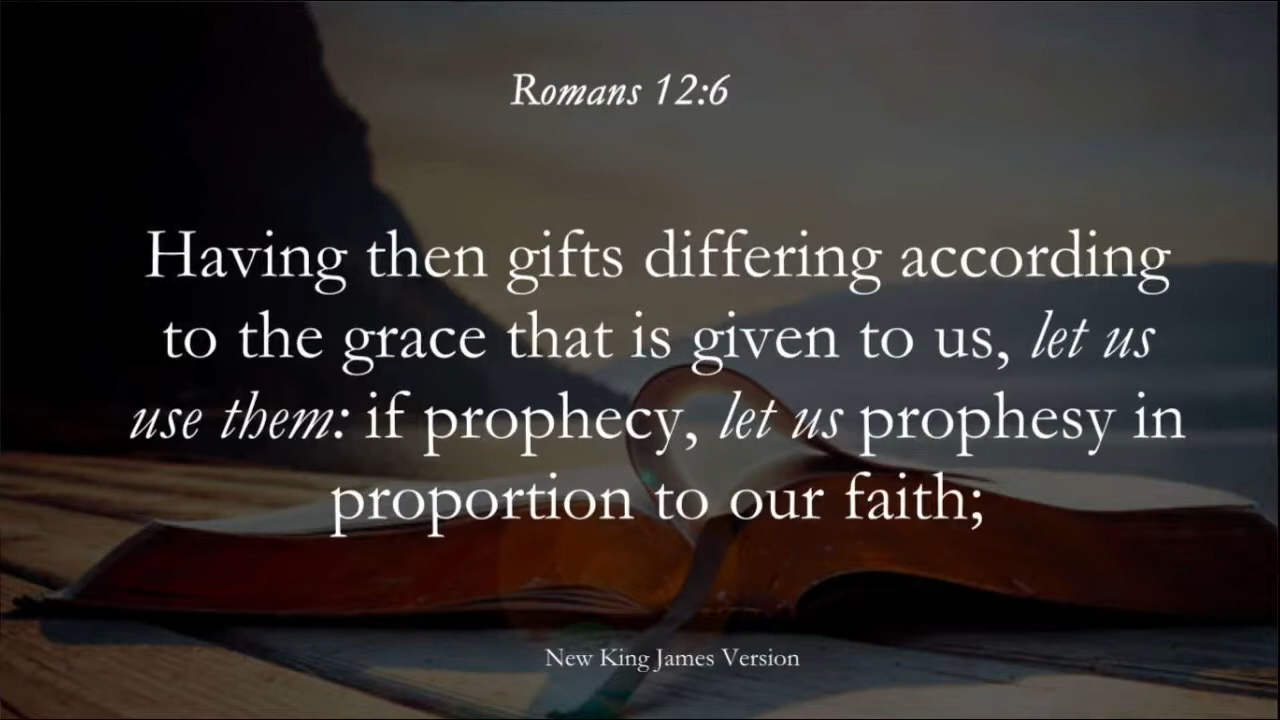 Romans 12:6
Having then gifts differing according
to the grace that is given to us, let us
use them: if prophecy, let us prophesy in
proportion to our faith;
New King James Version